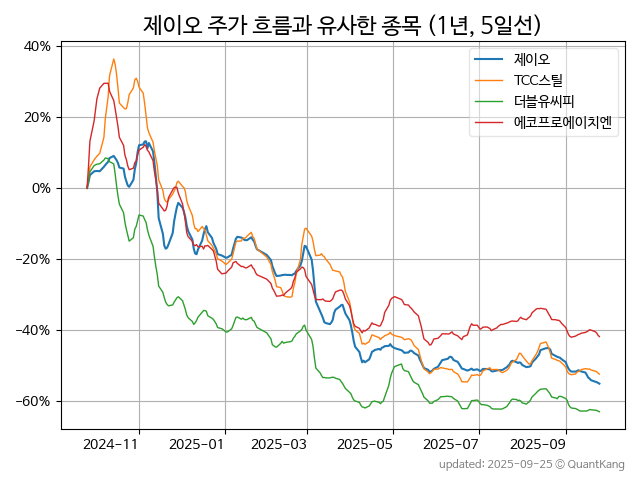 제이오 주가 흐름과 유사한 종목 (1년, 5일선)
제이오
TCC스틸
더블유씨피
에코프로에이치엔
40%
20%
0%
−20%
−40%
−60%
2024-11
2025-01
2025-03
2025-05
2025-07
2025-09
updated: 2025-09-25 © QuantKang